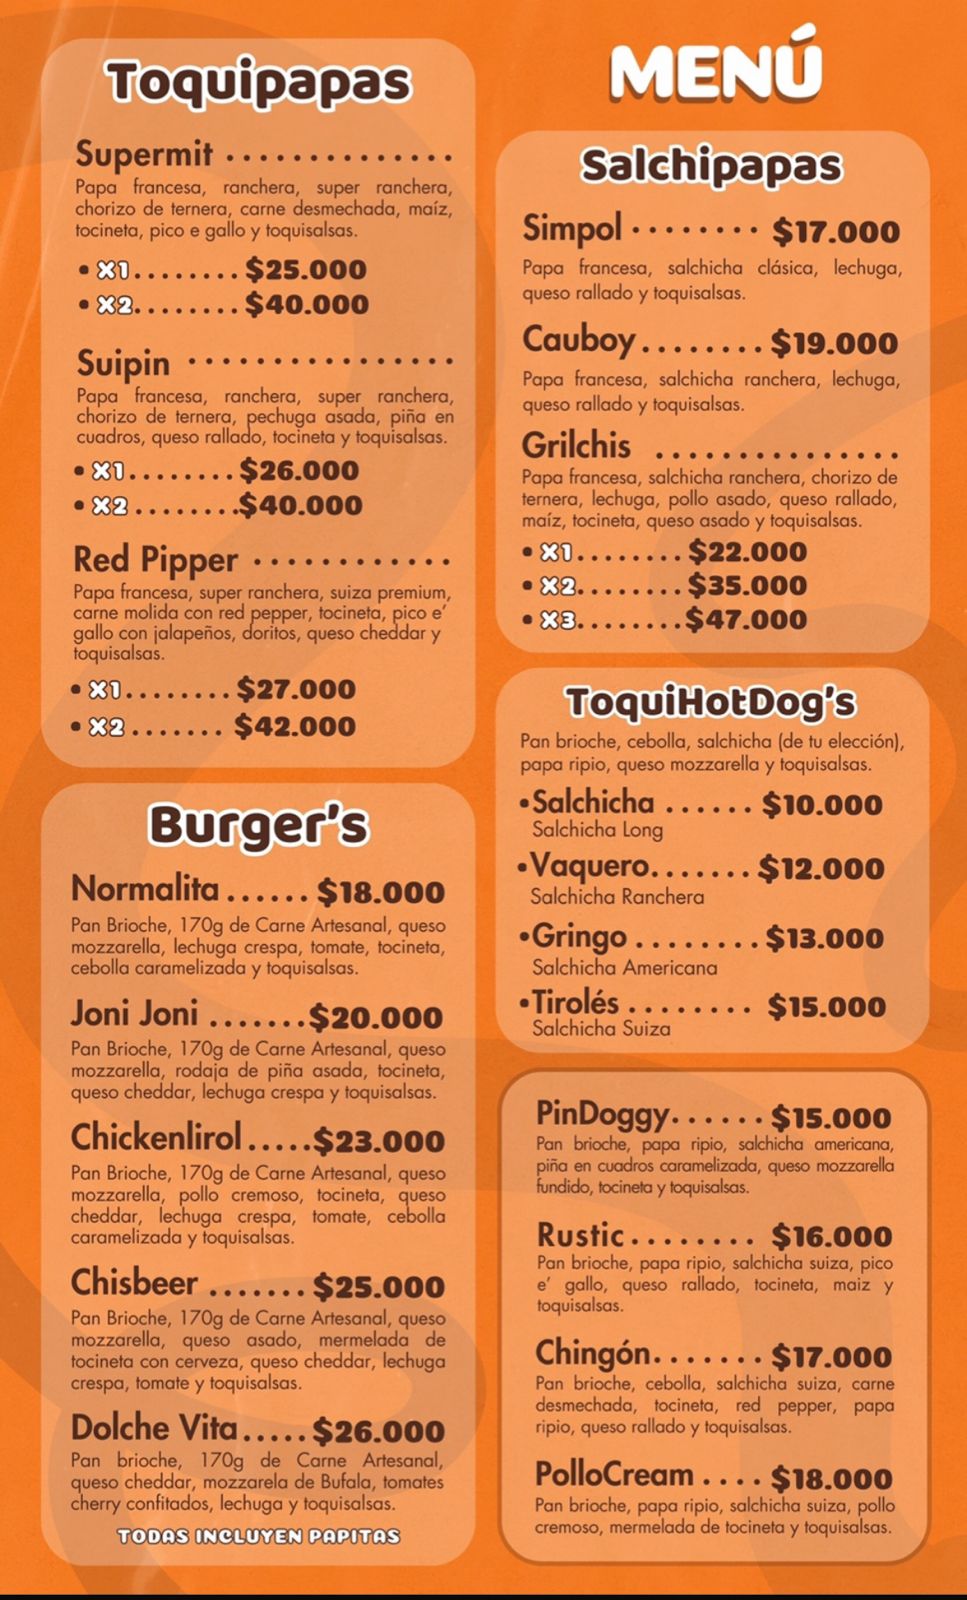 MENÚ
Toquipapas
Supermit ..............
Papa francesa, ranchera, super ranchera,
chorizo de ternera, carne desmechada, maíz,
tocineta, pico e gallo y toquisalsas.
• X1........ $25.000
• X2........ $40.000
Suipin ................
Papa francesa, ranchera, super ranchera,
chorizo de ternera, pechuga asada, piña en
cuadros, queso rallado, tocineta y toquisalsas.
• X1........ $26.000
• X2........$40.000
Red Pipper ............
Papa francesa, super ranchera, suiza premium,
carne molida con red pepper, tocineta, pico e'
gallo con jalapeños, doritos, queso cheddar y
toquisalsas.
• X1........ $27.000
• X2....... $42.000
Burger's
Normalita ...... $18.000
Pan Brioche, 170g de Carne Artesanal, queso
mozzarella, lechuga crespa, tomate, tocineta,
cebolla caramelizada y toquisalsas.
Joni Joni .......$20.000
Pan Brioche, 170g de Carne Artesanal, queso
mozzarella, rodaja de piña asada, tocineta,
queso cheddar, lechuga crespa y toquisalsas.
Chickenlirol .....$23.000
Pan Brioche, 170g de Carne Artesanal, queso
mozzarella, pollo cremoso, tocineta, queso
cheddar, lechuga crespa, tomate, cebolla
caramelizada y toquisalsas.
Chisbeer ....... $25.000
Pan Brioche, 170g de Carne Artesanal, queso
mozzarella, queso asado, mermelada de
tocineta con cerveza, queso cheddar, lechuga
crespa, tomate y toquisalsas.
Dolche Vita..... $26.000
Pan brioche, 170g de Carne Artesanal,
queso cheddar, mozzarela de Bufala, tomates
cherry confitados, lechuga y toquisalsas.
TODAS INCLUYEN PAPITAS
Salchipapas
Simpol ........ $17.000
Papa francesa, salchicha clásica, lechuga,
queso rallado y toquisalsas.
Cauboy........ $19.000
Papa francesa, salchicha ranchera, lechuga,
queso rallado y toquisalsas.
Grilchis ...............
Papa francesa, salchicha ranchera, chorizo de
ternera, lechuga, pollo asado, queso rallado,
maíz, tocineta, queso asado y toquisalsas.
• X1........ $22.000
• X2........ $35.000
• X3........ $47.000
ToquiHotDog's
Pan brioche, cebolla, salchicha (de tu elección),
papa ripio, queso mozzarella y toquisalsas.
•Salchicha ...... $10.000
Salchicha Long
•Vaquero....... $12.000
Salchicha Ranchera
•Gringo ........ $13.000
Salchicha Americana
•Tirolés ........ $15.000
Salchicha Suiza
PinDoggy...... $15.000
Pan brioche, papa ripio, salchicha americana,
piña en cuadros caramelizada, queso mozzarella
fundido, tocineta y toquisalsas.
Rustic........ $16.000
Pan brioche, papa ripio, salchicha suiza, pico
e' gallo, queso rallado, tocineta, maiz y
toquisalsas.
Chingón....... $17.000
Pan brioche, cebolla, salchicha suiza, carne
desmechada, tocineta, red pepper, papa
ripio, queso rallado y toquisalsas.
PolloCream .... $18.000
Pan brioche, papa ripio, salchicha suiza, pollo
cremoso, mermelada de tocineta y toquisalsas.